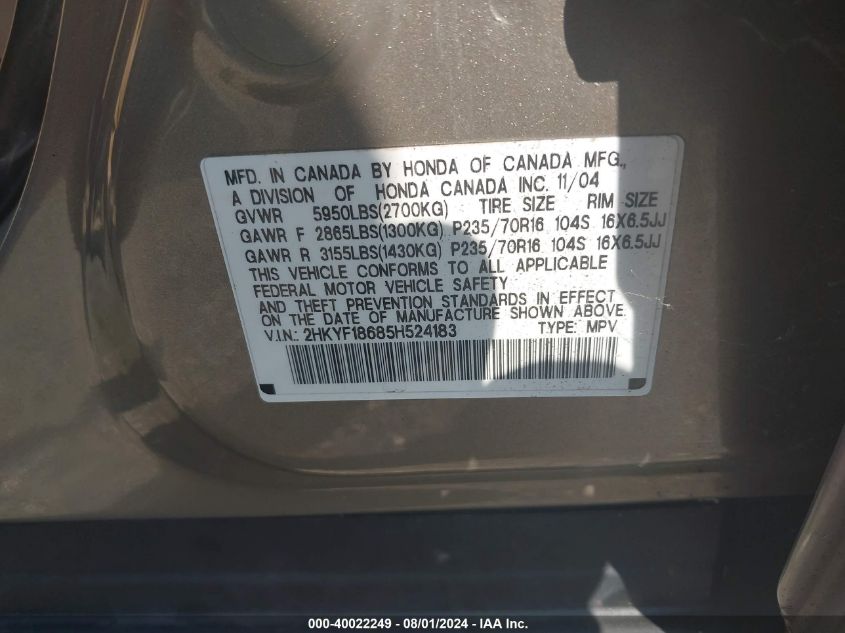 MFD. IN CANADA BY HONDA OF CANADA MFG.,
A DIVISION OF HONDA CANADA INC. 11/04
GVWR 5950LBS(2700KG) TIRE SIZE RIM SIZE
GAWR F 2865LBS(1300KG) P235/70R16 104S 16X6.5JJ
GAWR R 3155LBS(1430KG) P235/70R16 104S 16X6.5JJ
THIS VEHICLE CONFORMS TO ALL APPLICABLE
FEDERAL MOTOR VEHICLE SAFETY
AND THEFT PREVENTION STANDARDS IN EFFECT
ON THE DATE OF MANUFACTURE SHOWN ABOVE.
V.I.N.: 2HKYF18685H524183 TYPE: MPV
000-40022249 - 08/01/2024 - IAA Inc.